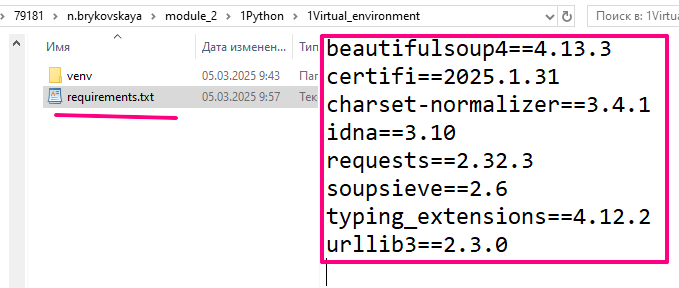 79181 > n.brykovskaya > module_2 > 1Python > 1Virtual_environment
Поиск в: 1Virtu
Имя
Дата изменен...
Тип
venv
05.03.2025 9:43
Пап
requirements.txt
05.03.2025 9:57
Тек
beautifulsoup4==4.13.3
certifi==2025.1.31
charset-normalizer==3.4.1
idna==3.10
requests==2.32.3
soupsieve==2.6
typing_extensions==4.12.2
urllib3==2.3.0